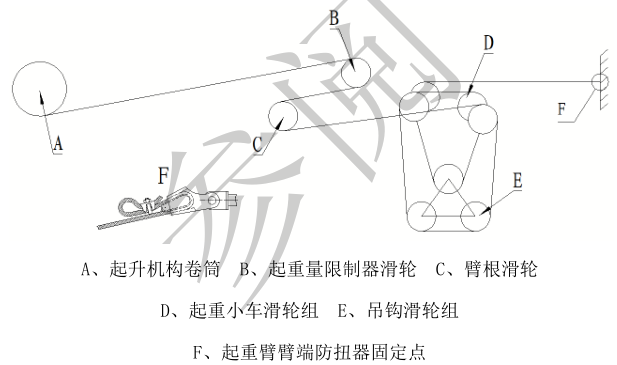 B
D
A
C
F
F
E
参阅
A、起升机构卷筒 B、起重量限制器滑轮 C、臂根滑轮
D、起重小车滑轮组 E、吊钩滑轮组
F、起重臂臂端防扭器固定点